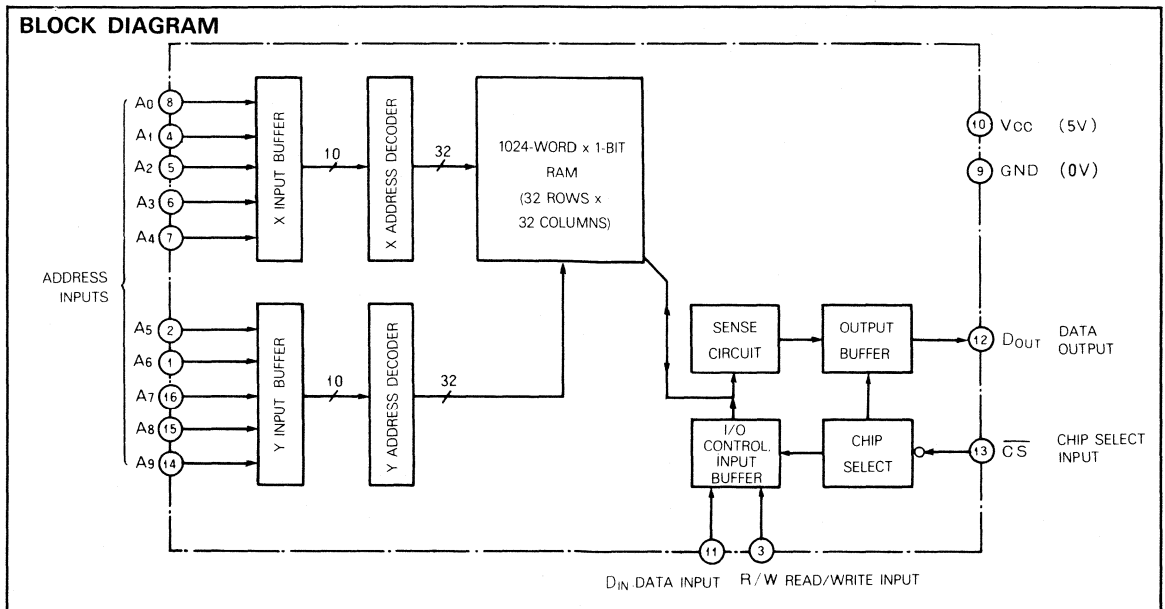 BLOCK DIAGRAM
A0 8
A1 4
A2 5
A3 6
A4 7
ADDRESS
INPUTS
A5 2
A6 1
A7 16
A8 15
A9 14
X INPUT BUFFER
10
X ADDRESS DECODER
32
1024-WORD x 1-BIT
RAM
(32 ROWS x
32 COLUMNS)
Y INPUT BUFFER
10
Y ADDRESS DECODER
32
10 VCC (5V)
9 GND (0V)
SENSE
CIRCUIT
OUTPUT
BUFFER
12 DOUT DATA
OUTPUT
I/O
CONTROL.
INPUT
BUFFER
CHIP
SELECT
13 C̅S̅ CHIP SELECT
INPUT
11
3
DIN DATA INPUT
R/W READ/WRITE INPUT